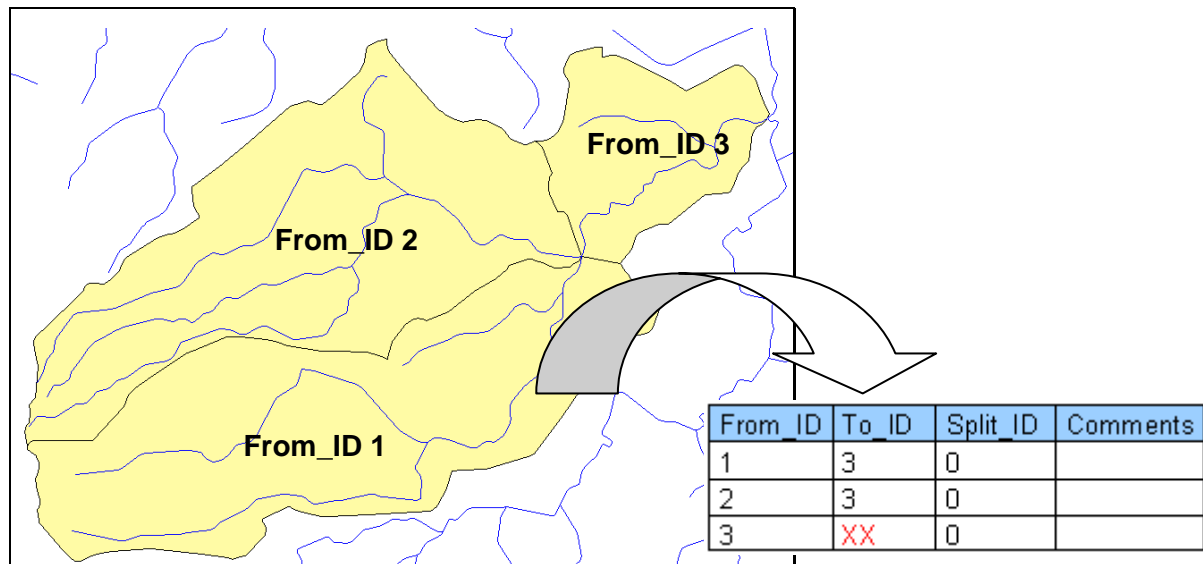 From_ID 3
From_ID 2
From_ID 1
From_ID To_ID Split_ID Comments
1 3 0
2 3 0
3 XX 0